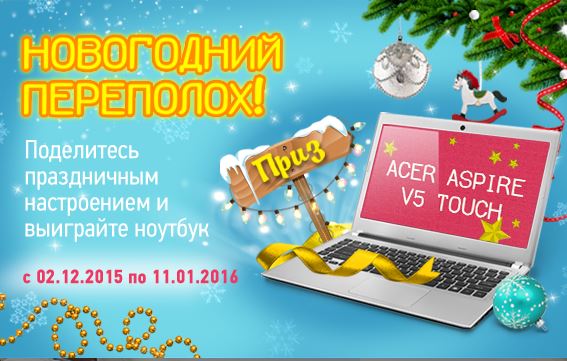 НОВОГОДНИЙ
ПЕРЕПОЛОХ!
Поделитесь
праздничным
настроением и
выиграйте ноутбук
с 02.12.2015 по 11.01.2016
Приз
ACER ASPIRE
V5 TOUCH